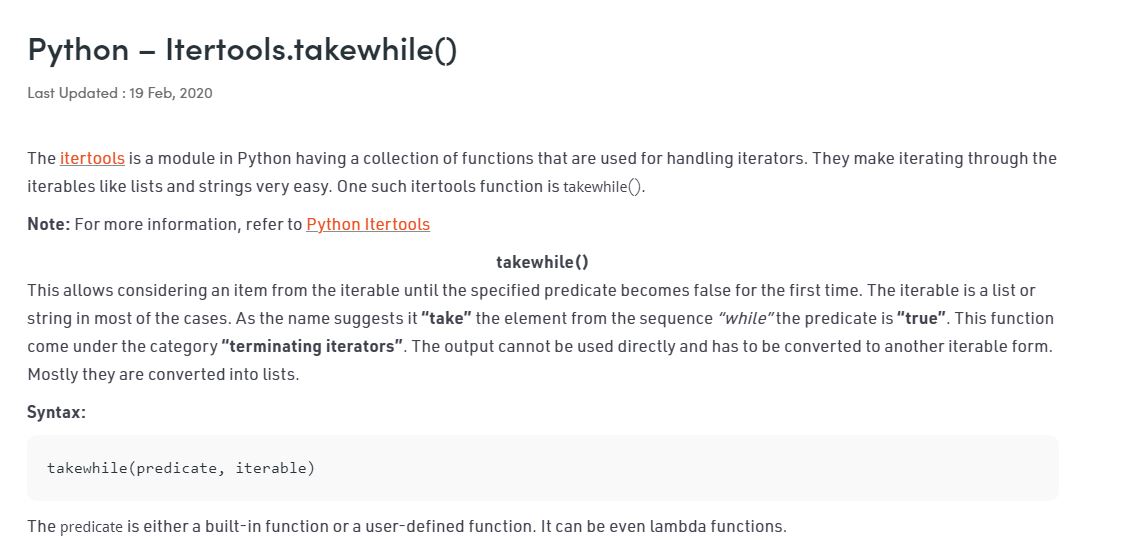 Python – Itertools.takewhile()
Last Updated : 19 Feb, 2020
The itertools is a module in Python having a collection of functions that are used for handling iterators. They make iterating through the
iterables like lists and strings very easy. One such itertools function is takewhile().
Note: For more information, refer to Python Itertools
takewhile()
This allows considering an item from the iterable until the specified predicate becomes false for the first time. The iterable is a list or
string in most of the cases. As the name suggests it “take” the element from the sequence “while” the predicate is “true”. This function
come under the category “terminating iterators”. The output cannot be used directly and has to be converted to another iterable form.
Mostly they are converted into lists.
Syntax:
takewhile(predicate, iterable)
The predicate is either a built-in function or a user-defined function. It can be even lambda functions.